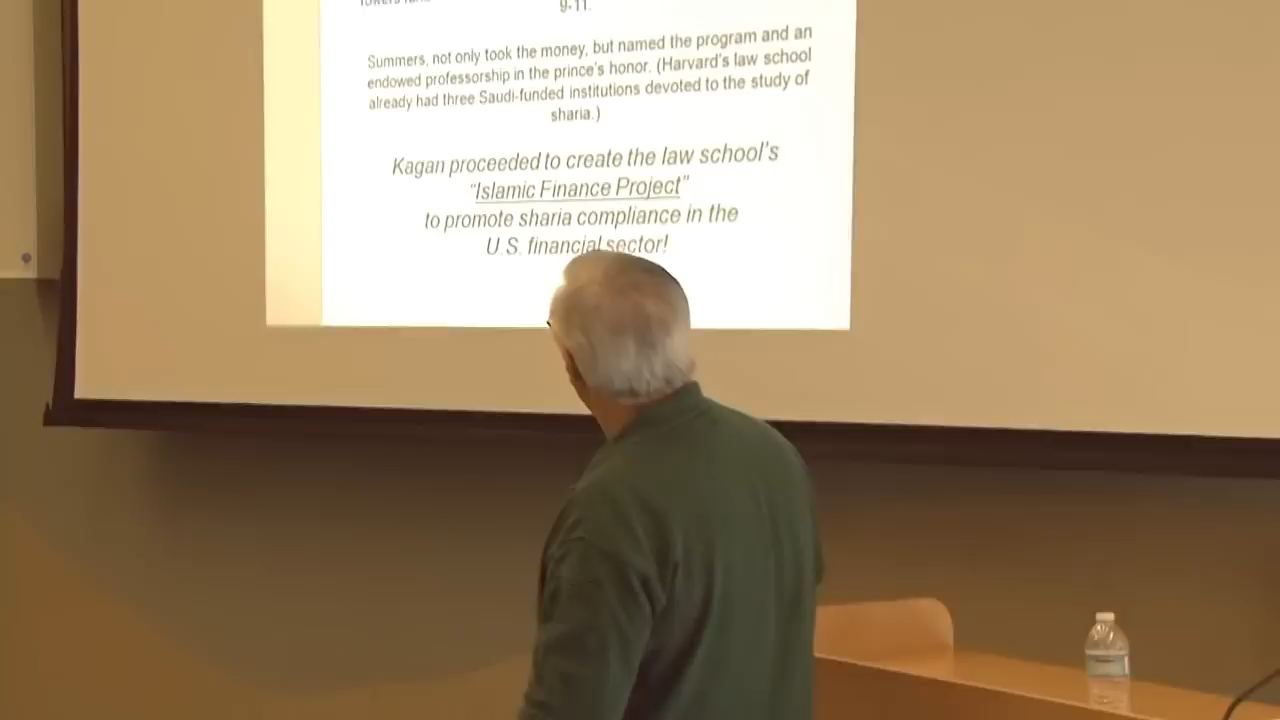 9-11.
Summers, not only took the money, but named the program and an
endowed professorship in the prince's honor. (Harvard's law school
already had three Saudi-funded institutions devoted to the study of
sharia.)
Kagan proceeded to create the law school's
"Islamic Finance Project"
to promote sharia compliance in the
U.S. financial sector!